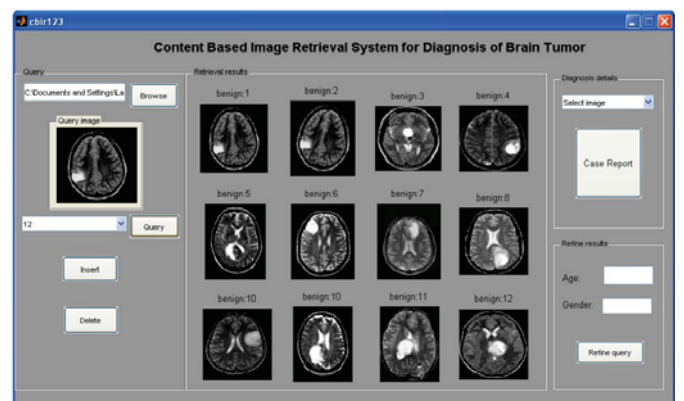 cbir123
Content Based Image Retrieval System for Diagnosis of Brain Tumor
Query
C:\Documents and Settings\La
Browse
Query image
12
Query
Insert
Delete
Retrieval results
benign:1 benign:2 benign:3 benign:4
benign:5 benign:6 benign:7 benign:8
benign:10 benign:10 benign:11 benign:12
Diagnosis details
Select image
Case Report
Refine results
Age:
Gender:
Refine query